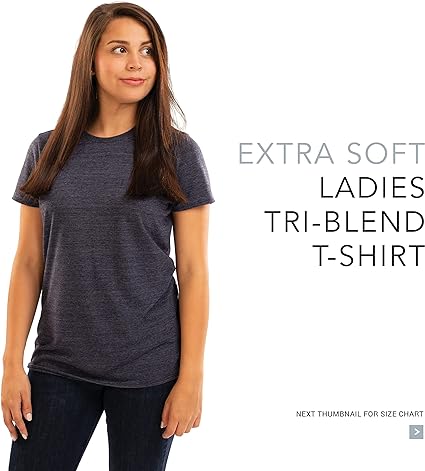 EXTRA SOFT
LADIES
TRI-BLEND
T-SHIRT
NEXT THUMBNAIL FOR SIZE CHART